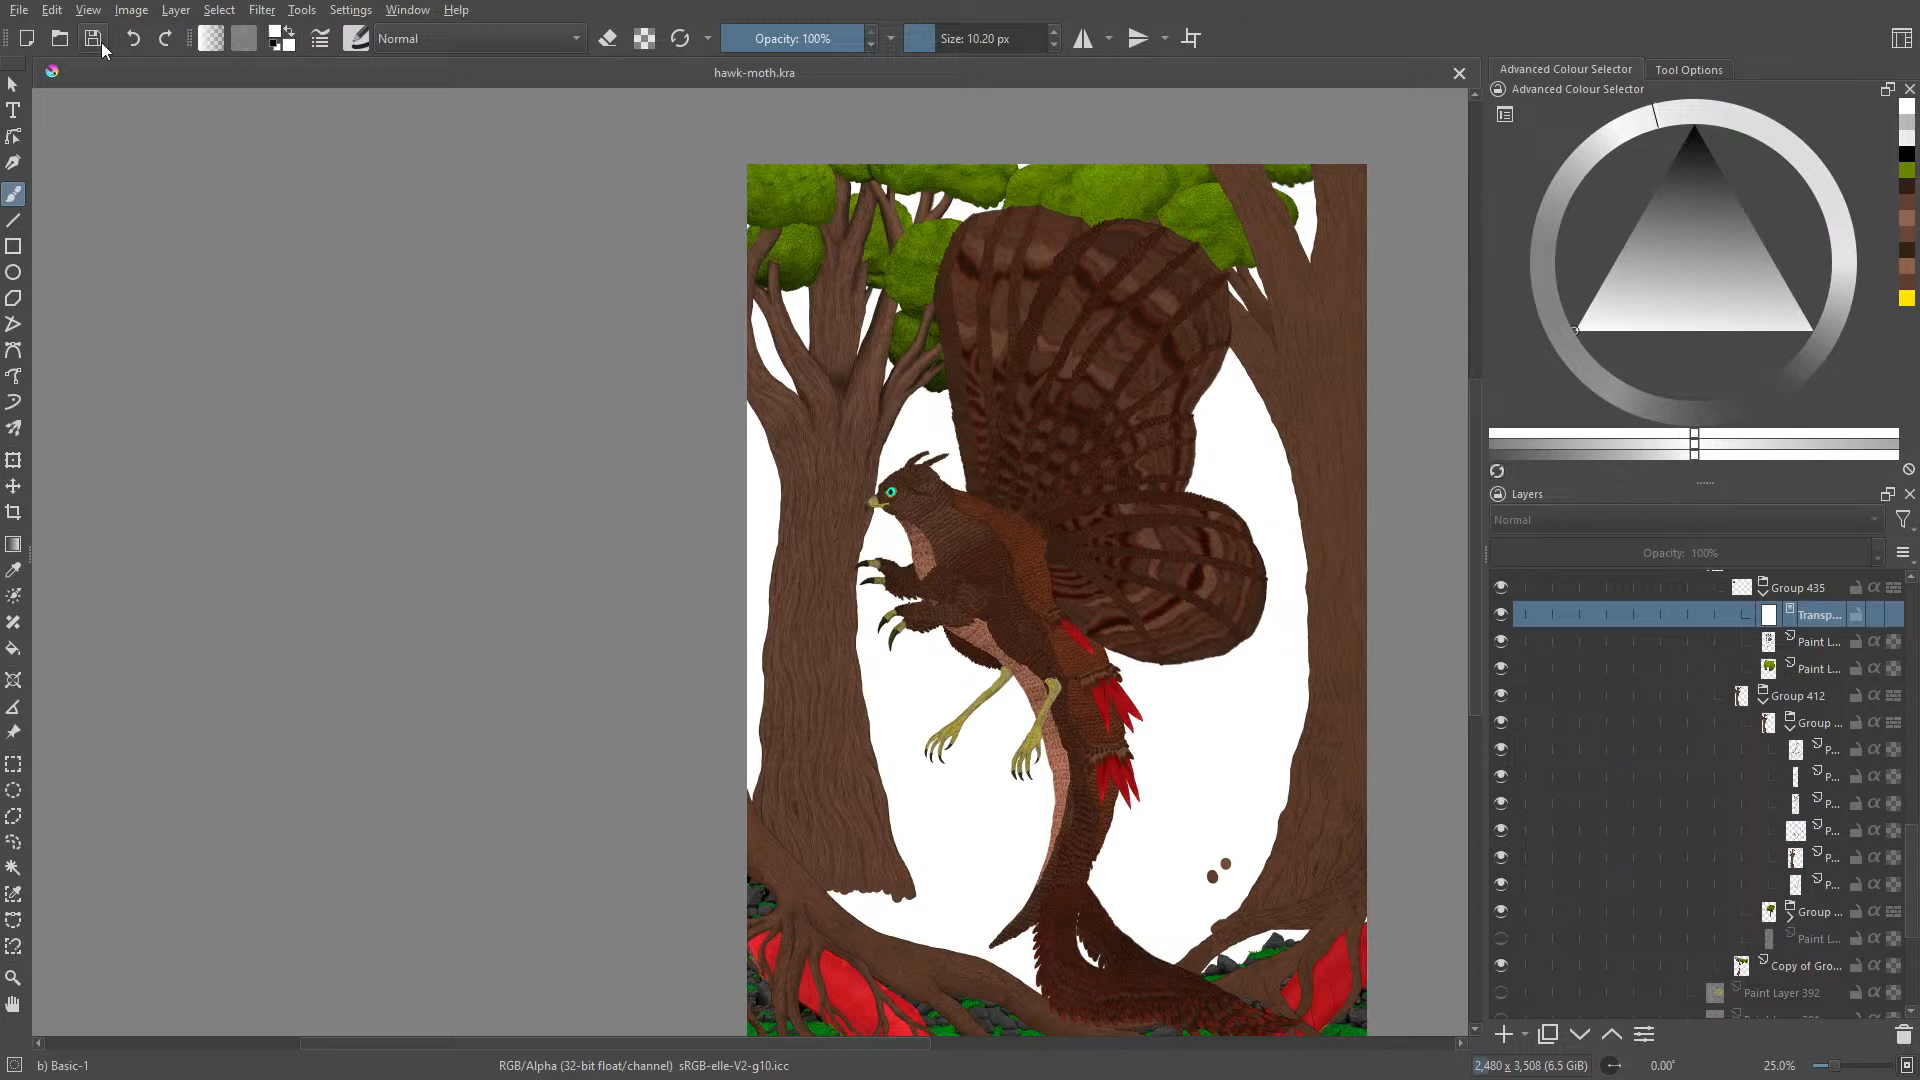 File Edit View Image Layer Select Filter Tools Settings Window Help
Normal
Opacity: 100%
Size: 10.20 px
hawk-moth.kra
Advanced Colour Selector
Tool Options
Advanced Colour Selector
Layers
Normal
Opacity: 100%
Group 435
Transp...
Paint L...
Paint L...
Group 412
Group ...
P...
P...
P...
P...
P...
P...
Group ...
Paint L...
Copy of Gro...
Paint Layer 392
b) Basic-1
RGB/Alpha (32-bit float/channel) sRGB-elle-V2-g10.icc
2,480 x 3,508 (6.5 GiB)
0.00°
25.0%